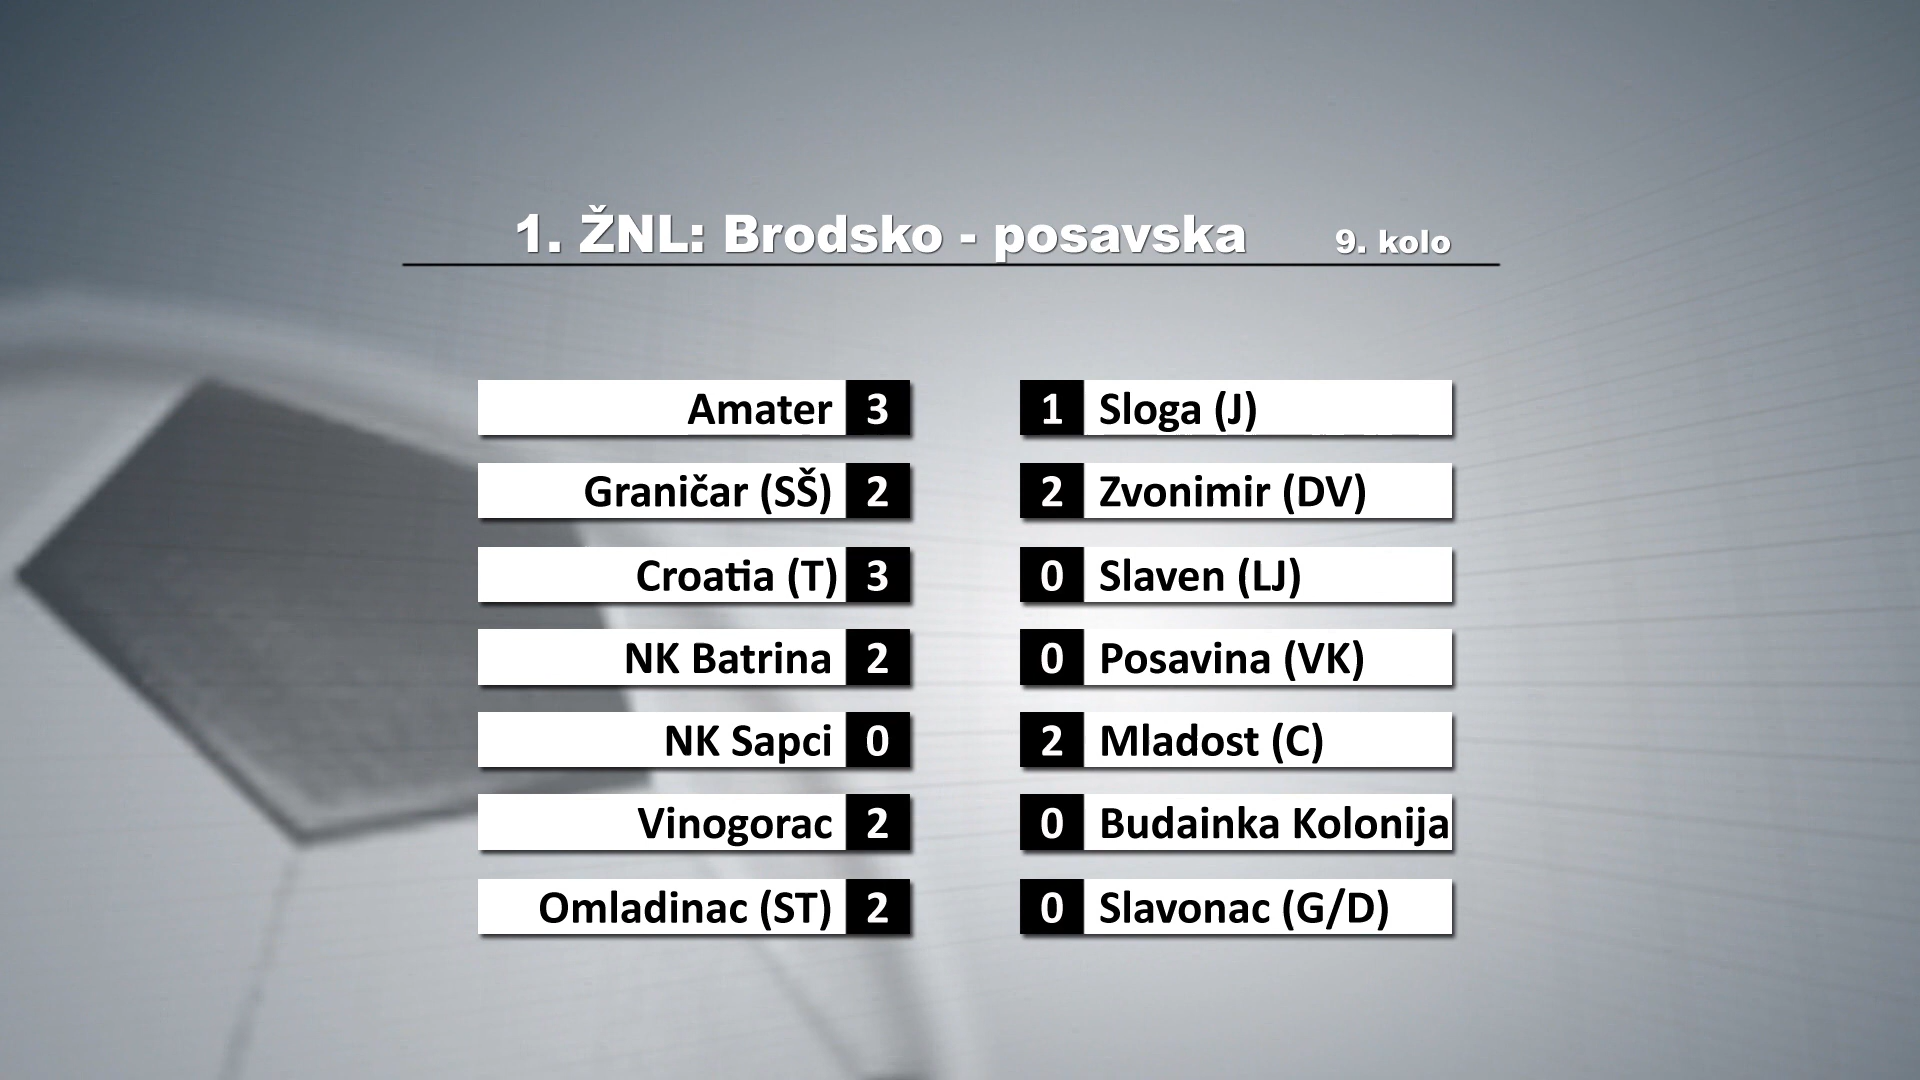 1. ŽNL: Brodsko - posavska 9. kolo
Amater 3 1 Sloga (J)
Graničar (SŠ) 2 2 Zvonimir (DV)
Croatia (T) 3 0 Slaven (LJ)
NK Batrina 2 0 Posavina (VK)
NK Sapci 0 2 Mladost (C)
Vinogorac 2 0 Budainka Kolonija
Omladinac (ST) 2 0 Slavonac (G/D)